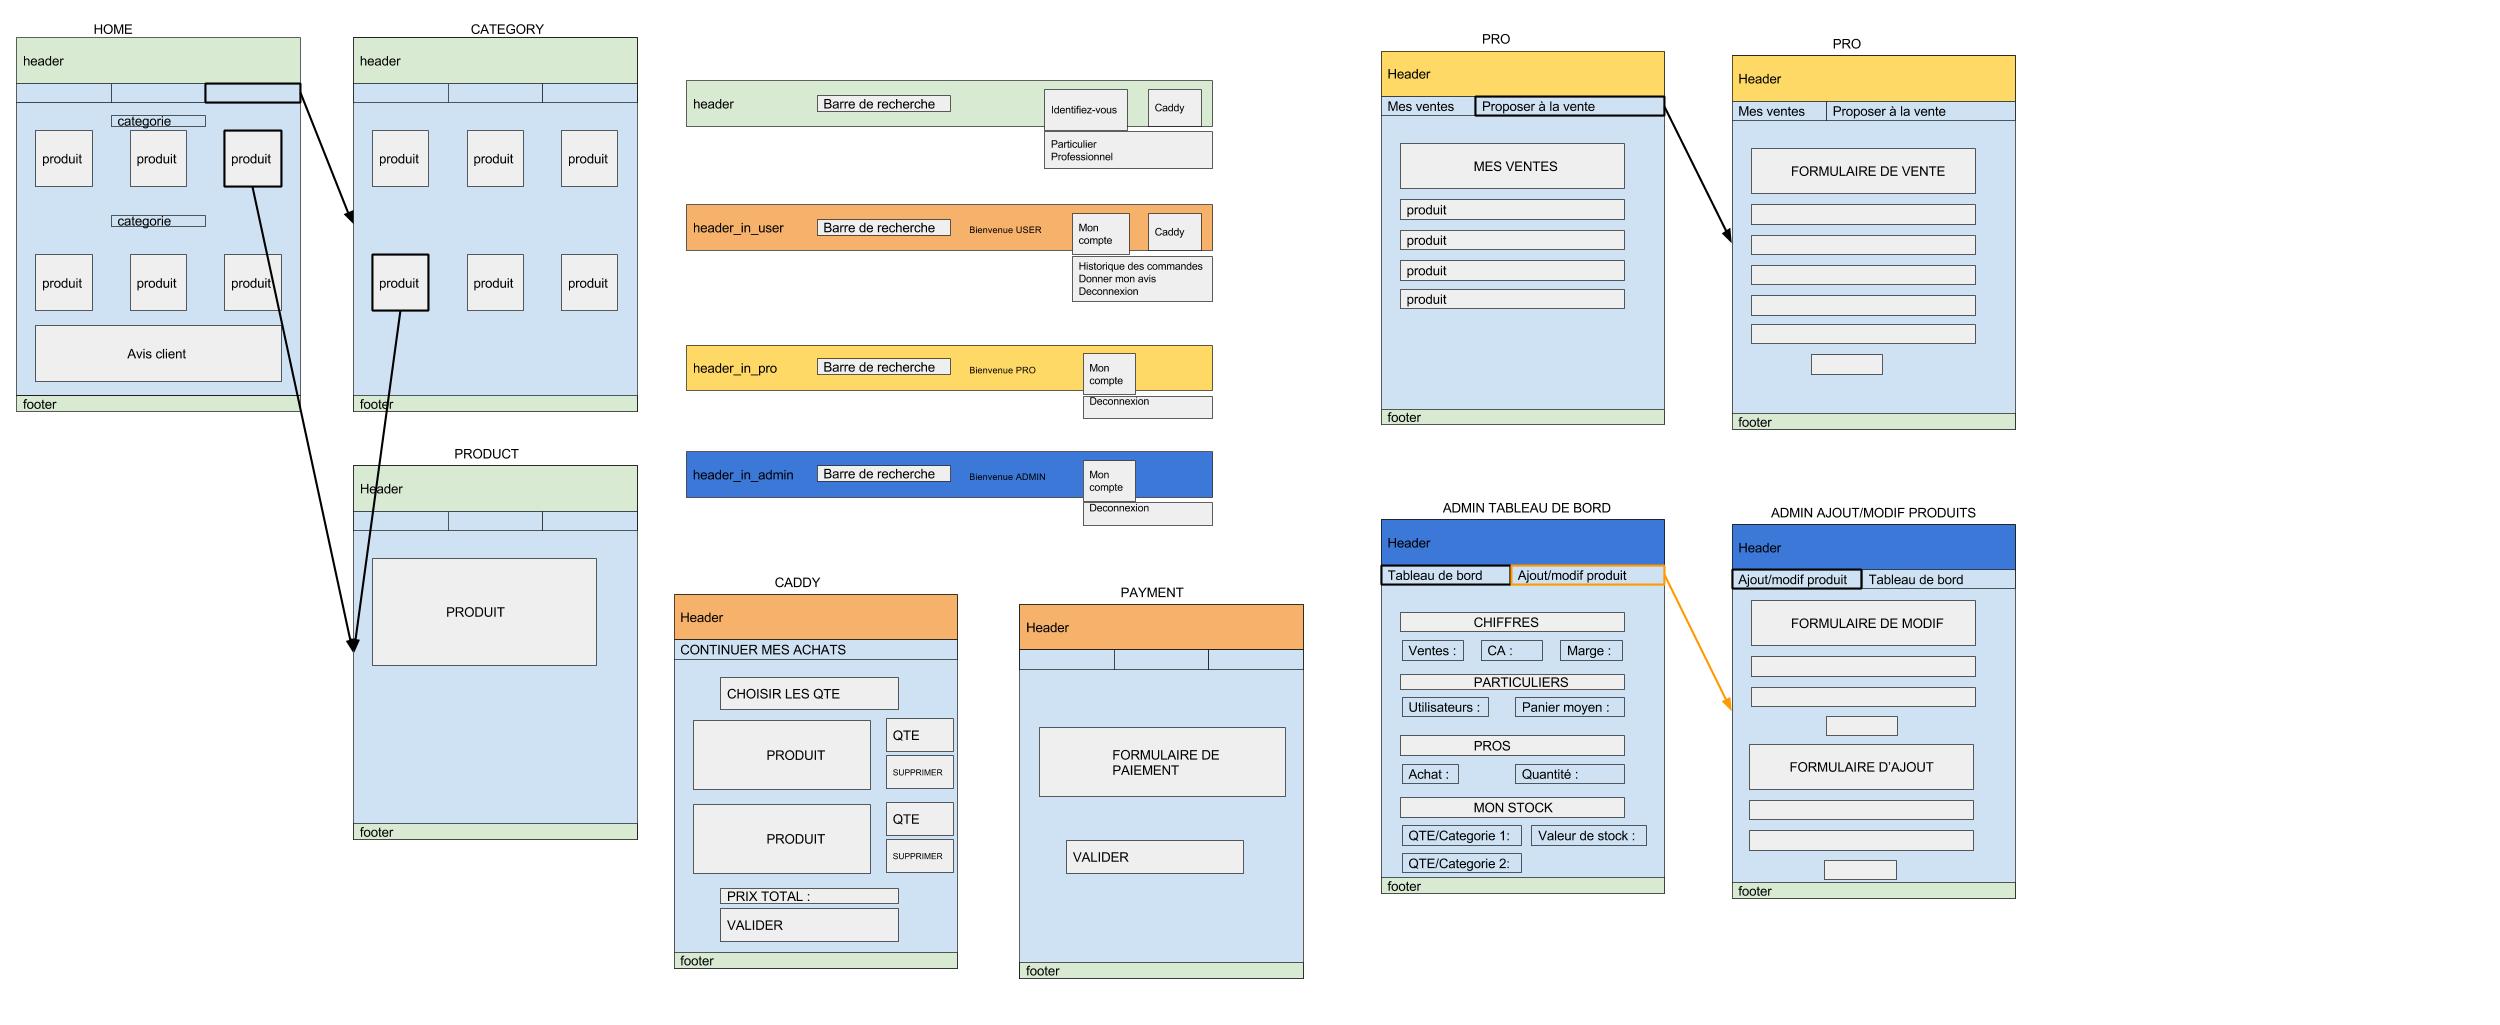 HOME
header
categorie
produit
produit
produit
categorie
produit
produit
produit
Avis client
footer
CATEGORY
header
produit
produit
produit
produit
produit
produit
footer
PRODUCT
Header
PRODUIT
footer
header
Barre de recherche
Identifiez-vous
Caddy
Particulier
Professionnel
header_in_user
Barre de recherche
Bienvenue USER
Mon
compte
Caddy
Historique des commandes
Donner mon avis
Deconnexion
header_in_pro
Barre de recherche
Bienvenue PRO
Mon
compte
Deconnexion
header_in_admin
Barre de recherche
Bienvenue ADMIN
Mon
compte
Deconnexion
CADDY
Header
CONTINUER MES ACHATS
CHOISIR LES QTE
PRODUIT
QTE
SUPPRIMER
PRODUIT
QTE
SUPPRIMER
PRIX TOTAL :
VALIDER
footer
PAYMENT
Header
FORMULAIRE DE
PAIEMENT
VALIDER
footer
PRO
Header
Mes ventes
Proposer à la vente
MES VENTES
produit
produit
produit
produit
footer
PRO
Header
Mes ventes
Proposer à la vente
FORMULAIRE DE VENTE
footer
ADMIN TABLEAU DE BORD
Header
Tableau de bord
Ajout/modif produit
CHIFFRES
Ventes :
CA :
Marge :
PARTICULIERS
Utilisateurs :
Panier moyen :
PROS
Achat :
Quantité :
MON STOCK
QTE/Categorie 1:
Valeur de stock :
QTE/Categorie 2:
footer
ADMIN AJOUT/MODIF PRODUITS
Header
Ajout/modif produit
Tableau de bord
FORMULAIRE DE MODIF
FORMULAIRE D'AJOUT
footer